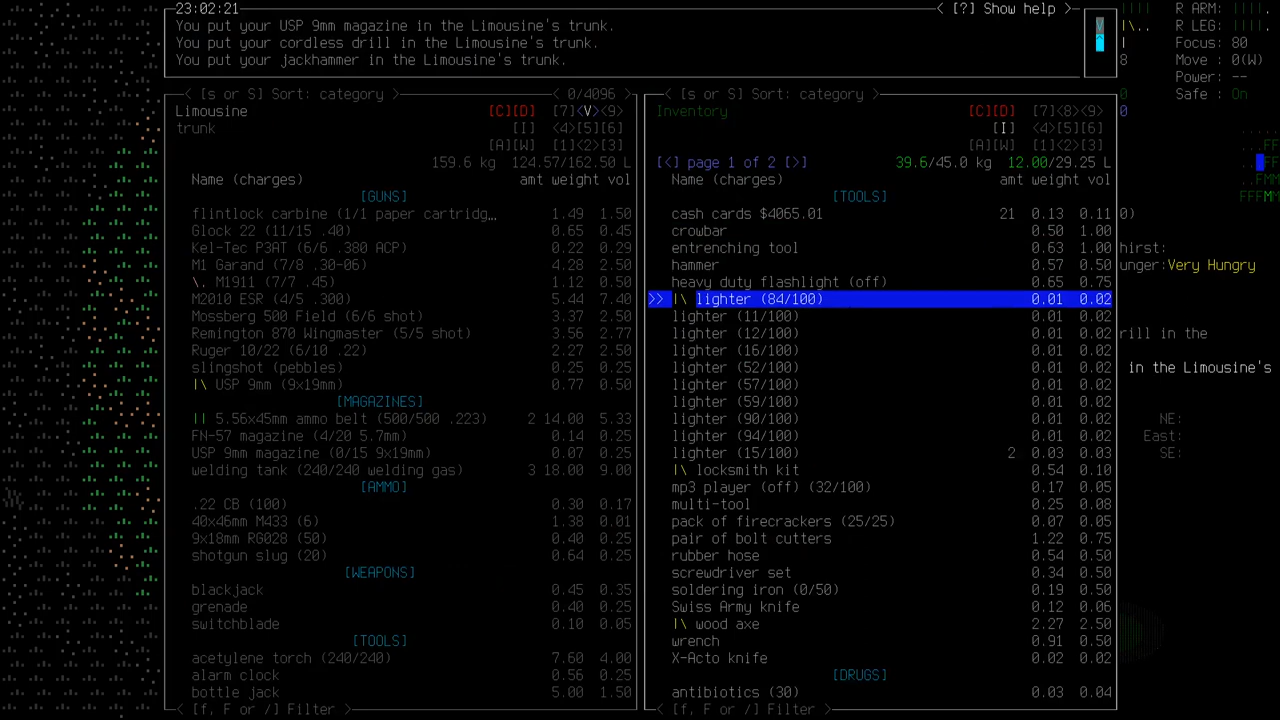 23:02:21
< [?] Show help >
You put your USP 9mm magazine in the Limousine's trunk.
You put your cordless drill in the Limousine's trunk.
You put your jackhammer in the Limousine's trunk.
R ARM:
R LEG:
Focus: 80
Move : 0(W)
Power: --
Safe : On
< [s or S] Sort: category >
< 0/4096 >
Limousine
[C][D] [7]<V><9>
trunk
[I] <4>[5][6]
[A][W] [1]<2>[3]
159.6 kg 124.57/162.50 L
Name (charges) amt weight vol
[GUNS]
flintlock carbine (1/1 paper cartridg… 1.49 1.50
Glock 22 (11/15 .40) 0.65 0.45
Kel-Tec P3AT (6/6 .380 ACP) 0.22 0.29
M1 Garand (7/8 .30-06) 4.28 2.50
\. M1911 (7/7 .45) 1.12 0.50
M2010 ESR (4/5 .300) 5.44 7.40
Mossberg 500 Field (6/6 shot) 3.37 2.50
Remington 870 Wingmaster (5/5 shot) 3.56 2.77
Ruger 10/22 (6/10 .22) 2.27 2.50
slingshot (pebbles) 0.25 0.25
|\ USP 9mm (9x19mm) 0.77 0.50
[MAGAZINES]
|| 5.56x45mm ammo belt (500/500 .223) 2 14.00 5.33
FN-57 magazine (4/20 5.7mm) 0.14 0.25
USP 9mm magazine (0/15 9x19mm) 0.07 0.25
welding tank (240/240 welding gas) 3 18.00 9.00
[AMMO]
.22 CB (100) 0.30 0.17
40x46mm M433 (6) 1.38 0.01
9x18mm RG028 (50) 0.40 0.25
shotgun slug (20) 0.64 0.25
[WEAPONS]
blackjack 0.45 0.35
grenade 0.40 0.25
switchblade 0.10 0.05
[TOOLS]
acetylene torch (240/240) 7.60 4.00
alarm clock 0.56 0.25
bottle jack 5.00 1.50
< [f, F or /] Filter >
< [s or S] Sort: category >
Inventory
[C][D] [7]<8><9>
[I] <4>[5][6]
[A][W] [1]<2>[3]
[<] page 1 of 2 [>] 39.6/45.0 kg 12.00/29.25 L
Name (charges) amt weight vol
[TOOLS]
cash cards $4065.01 21 0.13 0.11
crowbar 0.50 1.00
entrenching tool 0.63 1.00
hammer 0.57 0.50
heavy duty flashlight (off) 0.65 0.75
>> |\ lighter (84/100) 0.01 0.02
lighter (11/100) 0.01 0.02
lighter (12/100) 0.01 0.02
lighter (16/100) 0.01 0.02
lighter (52/100) 0.01 0.02
lighter (57/100) 0.01 0.02
lighter (59/100) 0.01 0.02
lighter (90/100) 0.01 0.02
lighter (94/100) 0.01 0.02
lighter (15/100) 2 0.03 0.03
|\ locksmith kit 0.54 0.10
mp3 player (off) (32/100) 0.17 0.05
multi-tool 0.25 0.08
pack of firecrackers (25/25) 0.07 0.05
pair of bolt cutters 1.22 0.75
rubber hose 0.54 0.50
screwdriver set 0.34 0.50
soldering iron (0/50) 0.19 0.50
Swiss Army knife 0.12 0.06
|\ wood axe 2.27 2.50
wrench 0.91 0.50
X-Acto knife 0.02 0.02
[DRUGS]
antibiotics (30) 0.03 0.04
< [f, F or /] Filter >
hirst:
unger:Very Hungry
rill in the
in the Limousine's
NE:
East:
SE: